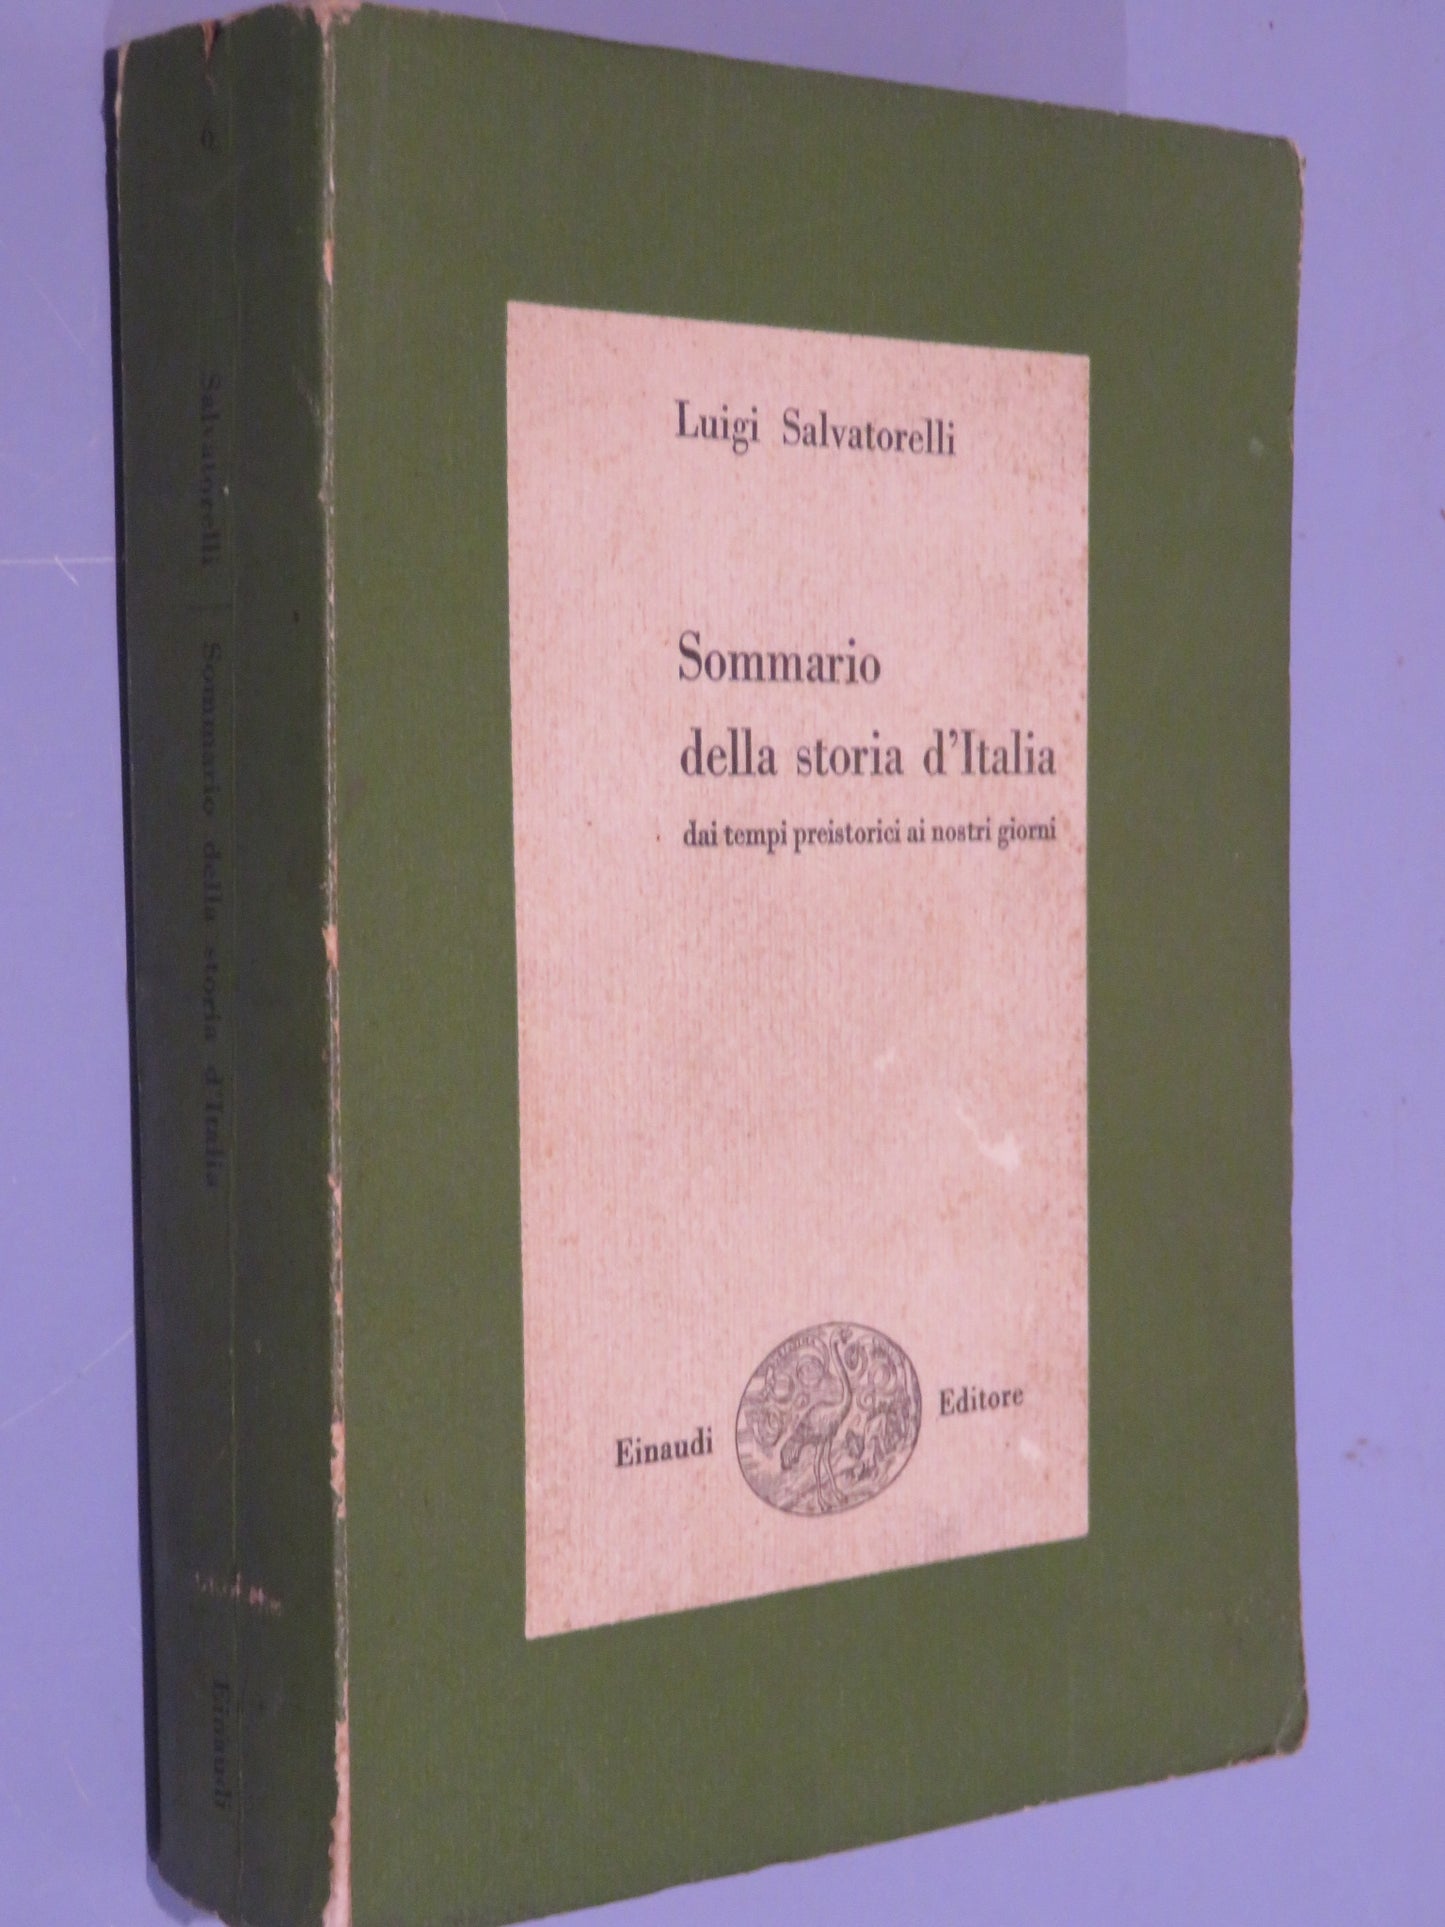 Luigi Salvatorelli
Sommario
della storia d'Italia
dai tempi preistorici ai nostri giorni
Einaudi
Editore
Salvatorelli
Sommario della storia d'Italia
Einaudi